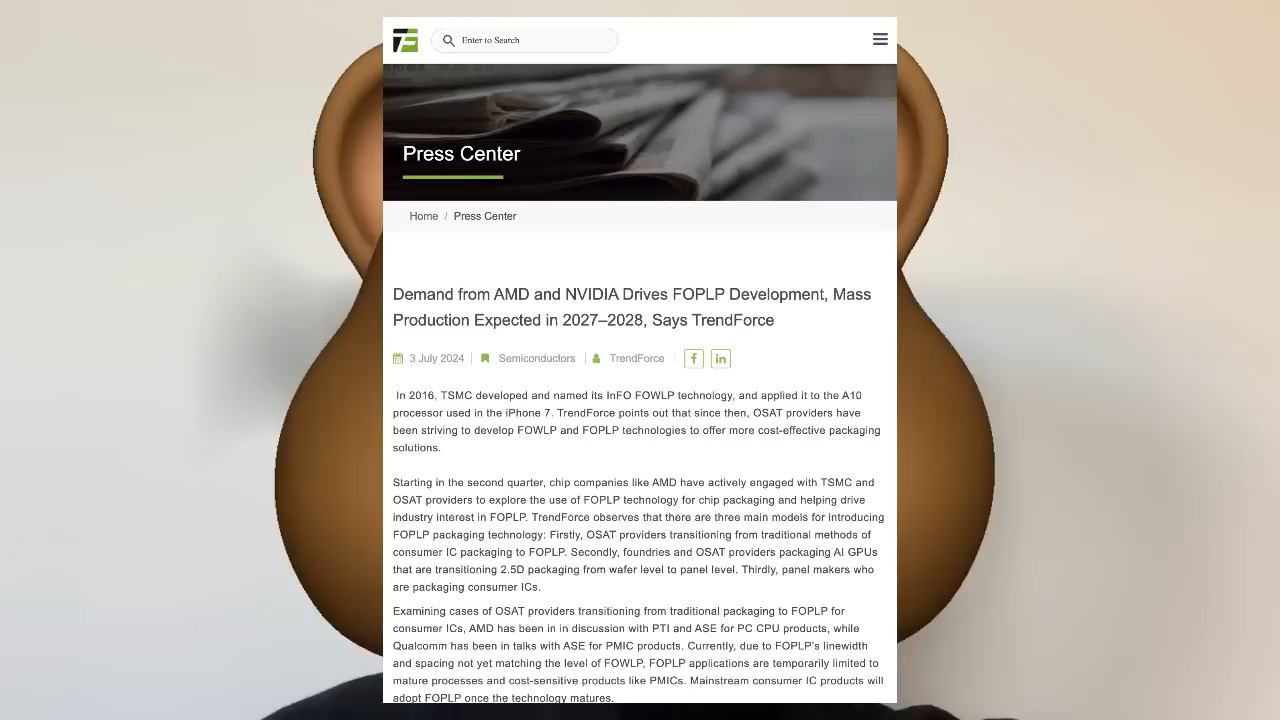 Enter to Search
Press Center
Home / Press Center
Demand from AMD and NVIDIA Drives FOPLP Development, Mass
Production Expected in 2027–2028, Says TrendForce
3 July 2024 Semiconductors TrendForce f in
In 2016, TSMC developed and named its InFO FOWLP technology, and applied it to the A10
processor used in the iPhone 7. TrendForce points out that since then, OSAT providers have
been striving to develop FOWLP and FOPLP technologies to offer more cost-effective packaging
solutions.
Starting in the second quarter, chip companies like AMD have actively engaged with TSMC and
OSAT providers to explore the use of FOPLP technology for chip packaging and helping drive
industry interest in FOPLP. TrendForce observes that there are three main models for introducing
FOPLP packaging technology: Firstly, OSAT providers transitioning from traditional methods of
consumer IC packaging to FOPLP. Secondly, foundries and OSAT providers packaging AI GPUs
that are transitioning 2.5D packaging from wafer level to panel level. Thirdly, panel makers who
are packaging consumer ICs.
Examining cases of OSAT providers transitioning from traditional packaging to FOPLP for
consumer ICs, AMD has been in in discussion with PTI and ASE for PC CPU products, while
Qualcomm has been in talks with ASE for PMIC products. Currently, due to FOPLP's linewidth
and spacing not yet matching the level of FOWLP, FOPLP applications are temporarily limited to
mature processes and cost-sensitive products like PMICs. Mainstream consumer IC products will
adopt FOPLP once the technology matures.